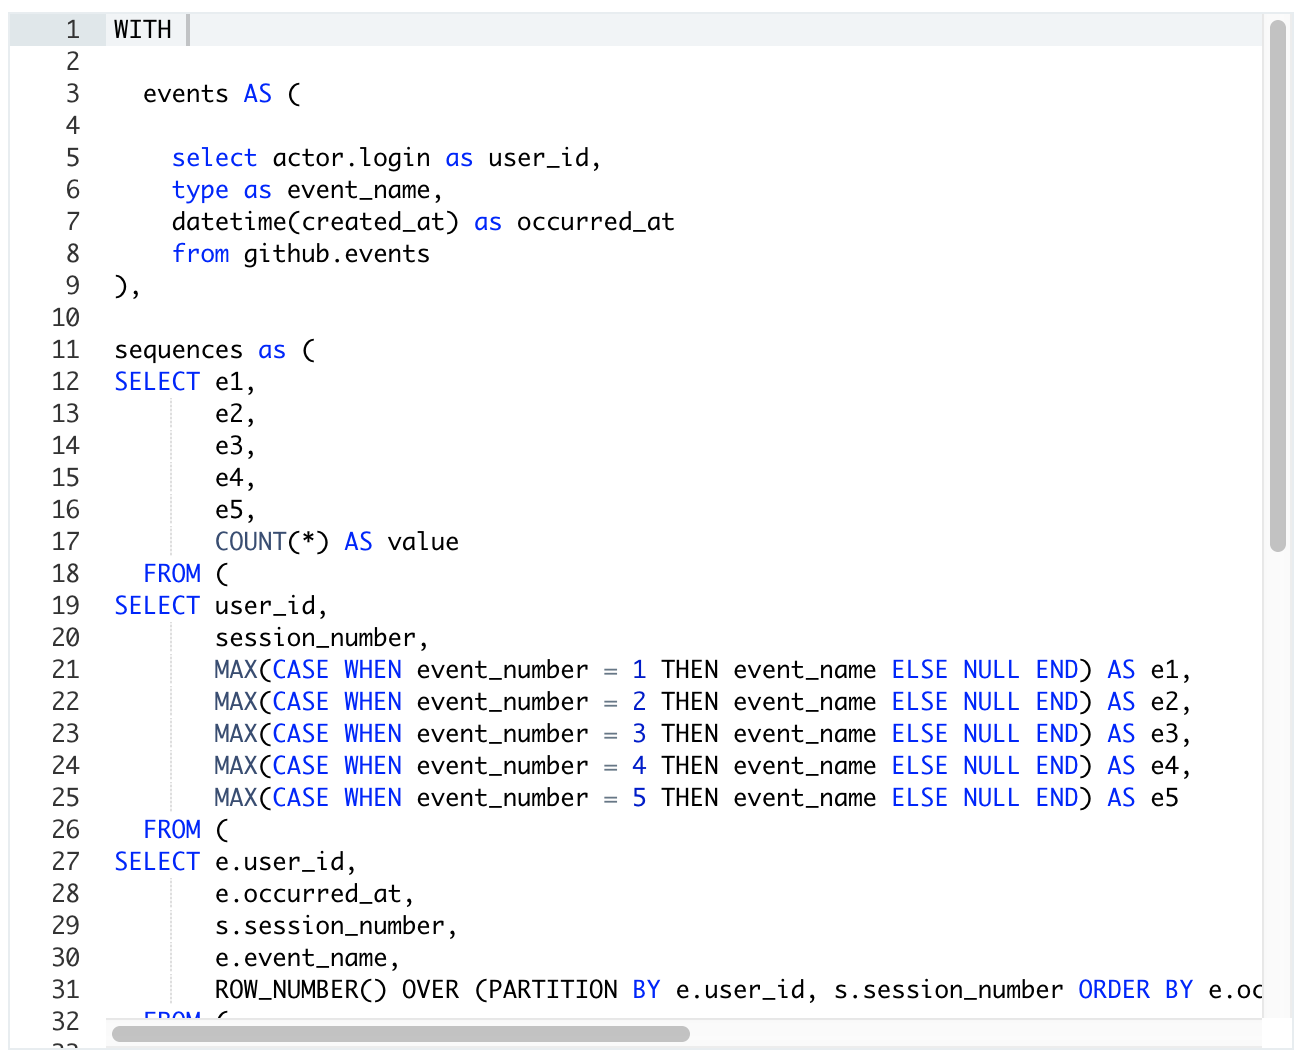 1 WITH
2
3 events AS (
4
5 select actor.login as user_id,
6 type as event_name,
7 datetime(created_at) as occurred_at
8 from github.events
9 ),
10
11 sequences as (
12 SELECT e1,
13 e2,
14 e3,
15 e4,
16 e5,
17 COUNT(*) AS value
18 FROM (
19 SELECT user_id,
20 session_number,
21 MAX(CASE WHEN event_number = 1 THEN event_name ELSE NULL END) AS e1,
22 MAX(CASE WHEN event_number = 2 THEN event_name ELSE NULL END) AS e2,
23 MAX(CASE WHEN event_number = 3 THEN event_name ELSE NULL END) AS e3,
24 MAX(CASE WHEN event_number = 4 THEN event_name ELSE NULL END) AS e4,
25 MAX(CASE WHEN event_number = 5 THEN event_name ELSE NULL END) AS e5
26 FROM (
27 SELECT e.user_id,
28 e.occurred_at,
29 s.session_number,
30 e.event_name,
31 ROW_NUMBER() OVER (PARTITION BY e.user_id, s.session_number ORDER BY e.oc
32 FROM (